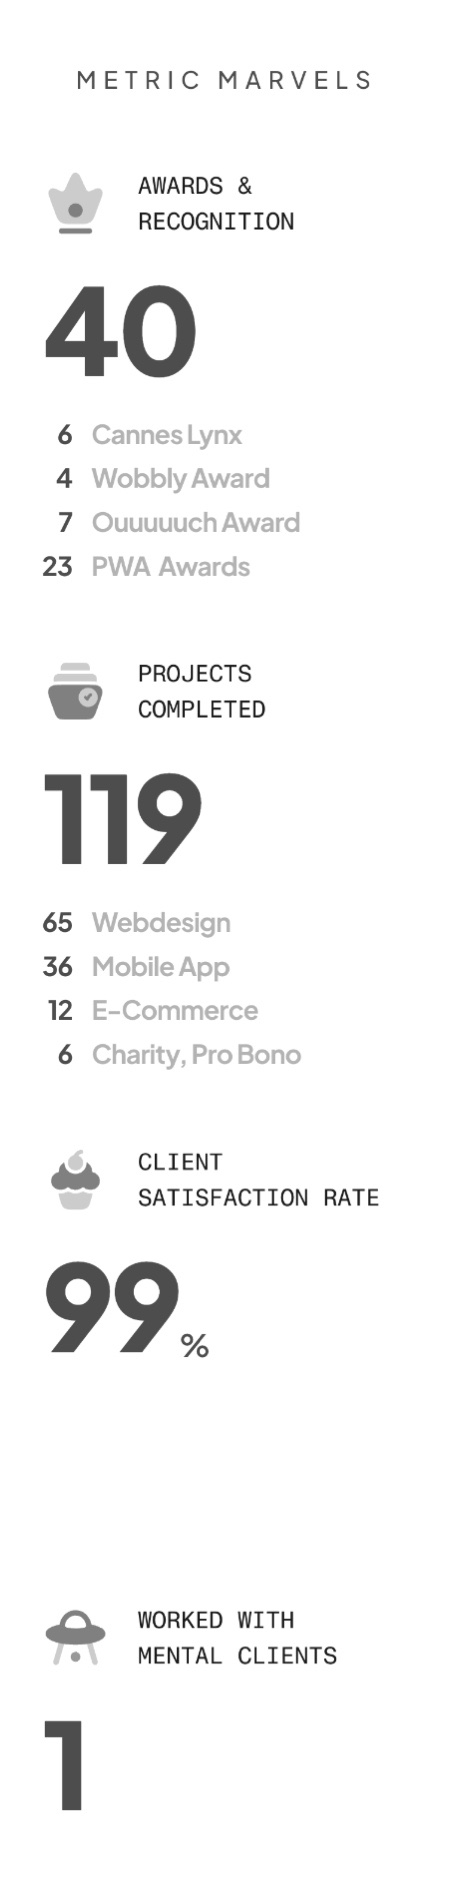 METRIC MARVELS
AWARDS &
RECOGNITION
40
6 Cannes Lynx
4 Wobbly Award
7 Ouuuuuch Award
23 PWA Awards
PROJECTS
COMPLETED
119
65 Webdesign
36 Mobile App
12 E-Commerce
6 Charity, Pro Bono
CLIENT
SATISFACTION RATE
99%
WORKED WITH
MENTAL CLIENTS
1